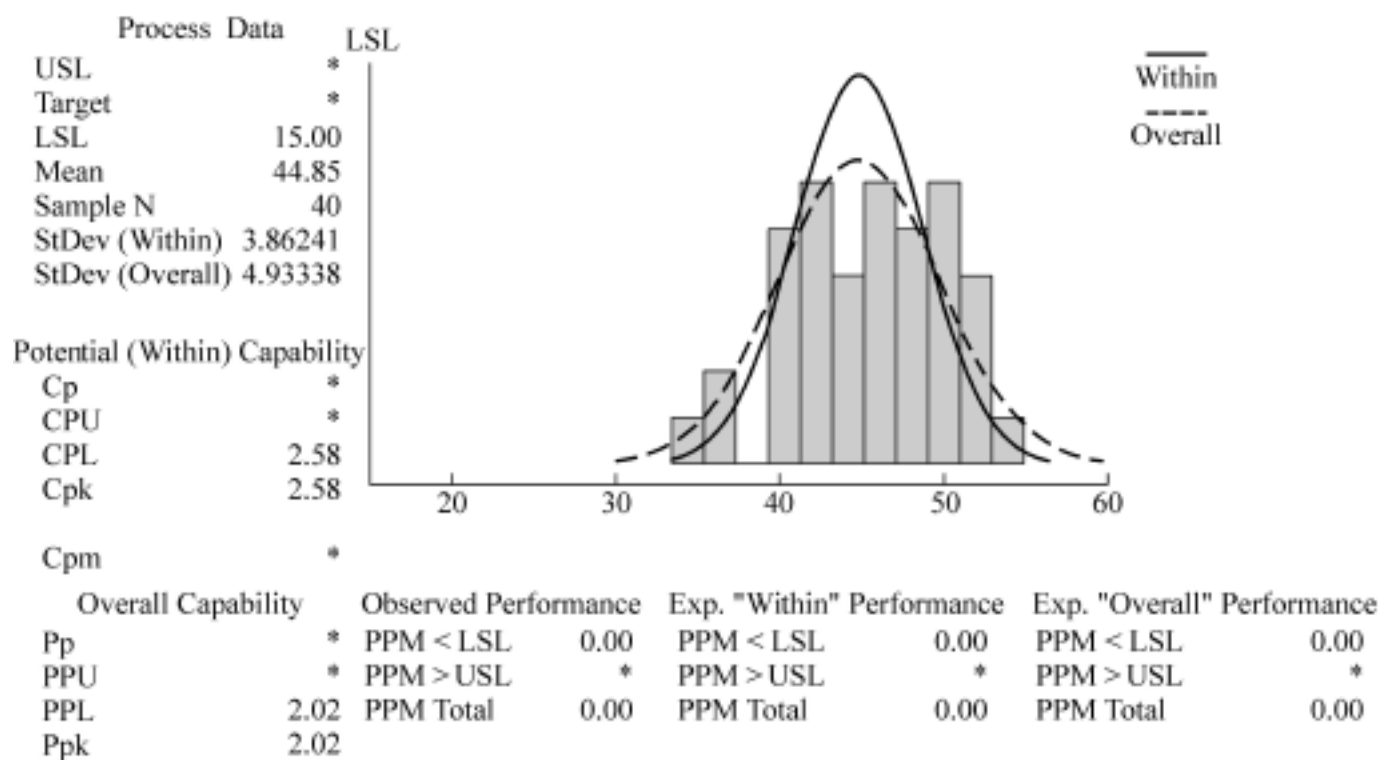 Process Data
USL *
Target *
LSL 15.00
Mean 44.85
Sample N 40
StDev (Within) 3.86241
StDev (Overall) 4.93338
Potential (Within) Capability
Cp *
CPU *
CPL 2.58
Cpk 2.58
Cpm *
LSL
Within
Overall
20 30 40 50 60
Overall Capability
Pp *
PPU *
PPL 2.02
Ppk 2.02
Observed Performance
PPM < LSL 0.00
PPM > USL *
PPM Total 0.00
Exp. "Within" Performance
PPM < LSL 0.00
PPM > USL *
PPM Total 0.00
Exp. "Overall" Performance
PPM < LSL 0.00
PPM > USL *
PPM Total 0.00